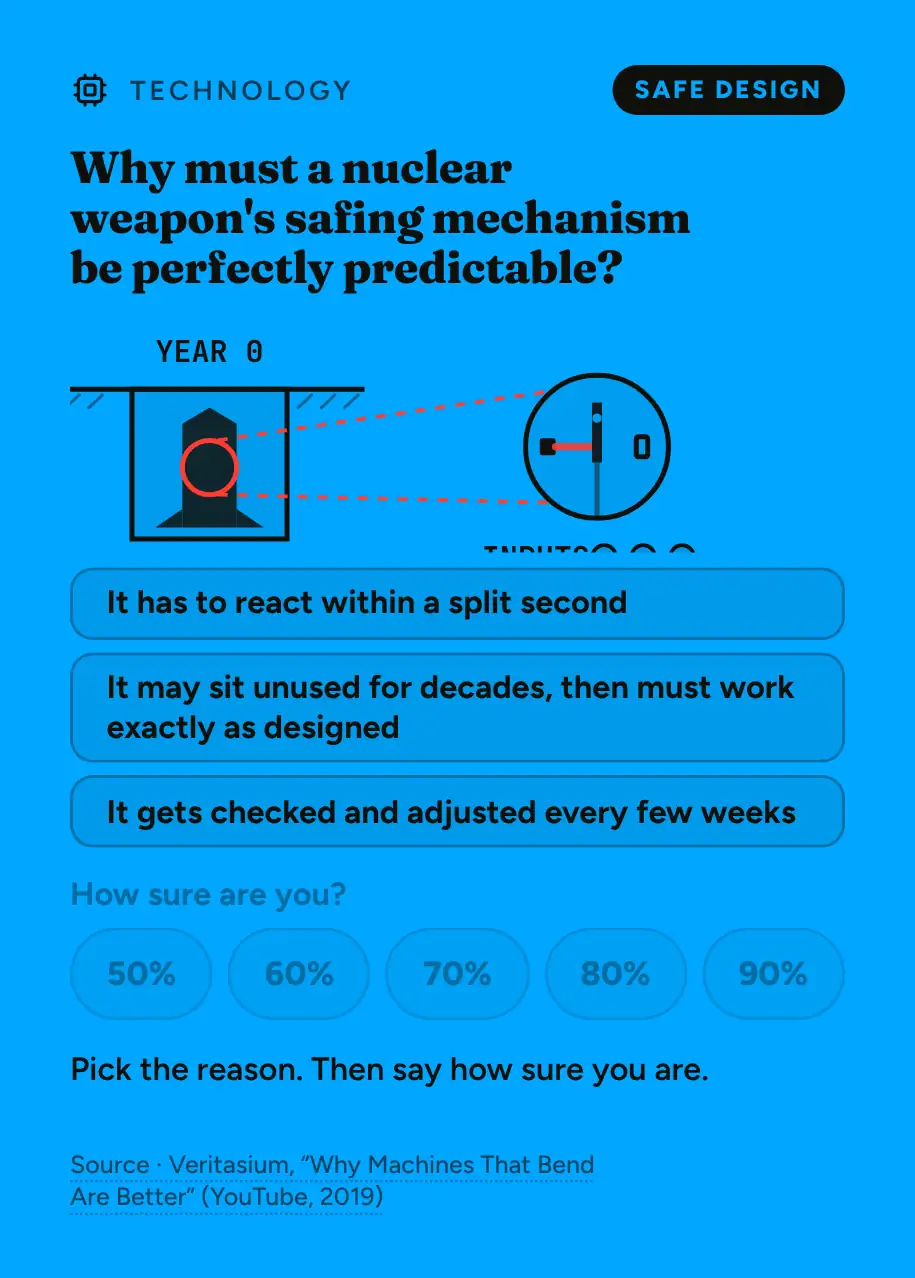 TECHNOLOGY
SAFE DESIGN
Why must a nuclear
weapon's safing mechanism
be perfectly predictable?
YEAR 0
0
INPUTS
It has to react within a split second
It may sit unused for decades, then must work
exactly as designed
It gets checked and adjusted every few weeks
How sure are you?
50%
60%
70%
80%
90%
Pick the reason. Then say how sure you are.
Source · Veritasium, “Why Machines That Bend
Are Better” (YouTube, 2019)